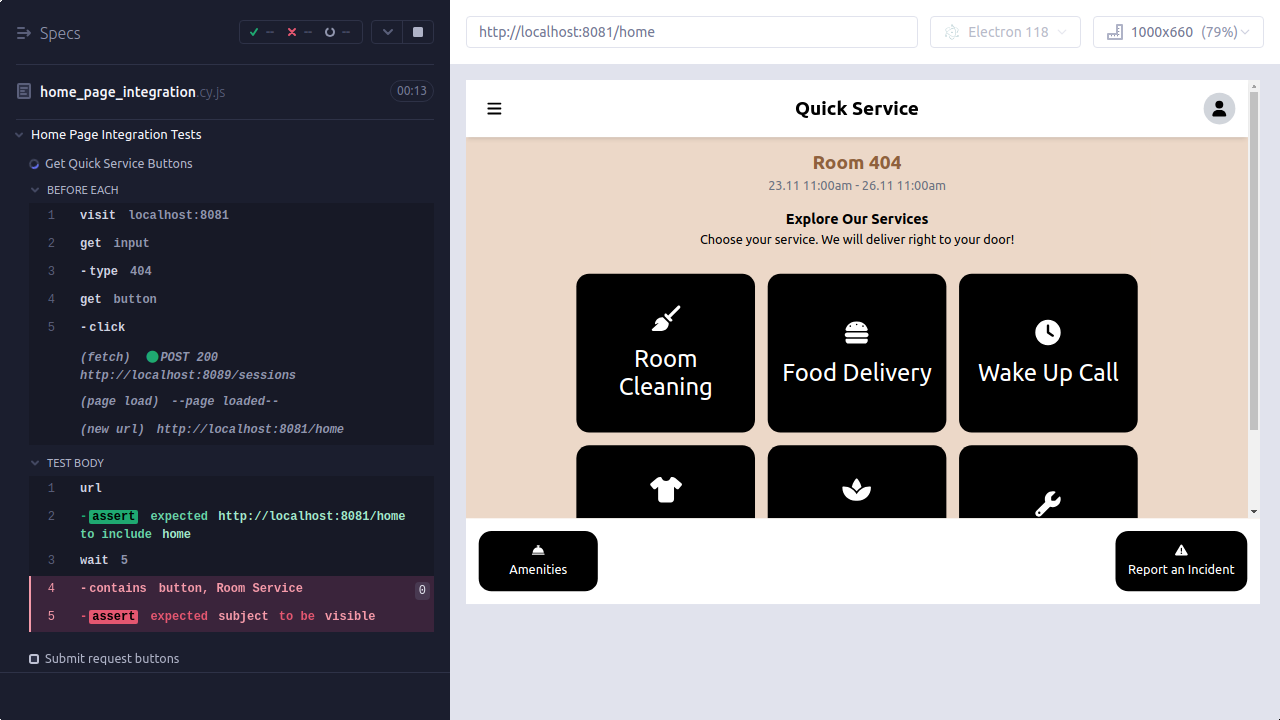 Specs
-- -- --
home_page_integration.cy.js 00:13
Home Page Integration Tests
Get Quick Service Buttons
BEFORE EACH
1 visit localhost:8081
2 get input
3 -type 404
4 get button
5 -click
(fetch) POST 200
http://localhost:8089/sessions
(page load) --page loaded--
(new url) http://localhost:8081/home
TEST BODY
1 url
2 -assert expected http://localhost:8081/home
to include home
3 wait 5
4 -contains button, Room Service 0
5 -assert expected subject to be visible
Submit request buttons
http://localhost:8081/home
Electron 118
1000x660 (79%)
Quick Service
Room 404
23.11 11:00am - 26.11 11:00am
Explore Our Services
Choose your service. We will deliver right to your door!
Room
Cleaning
Food Delivery
Wake Up Call
Amenities
Report an Incident